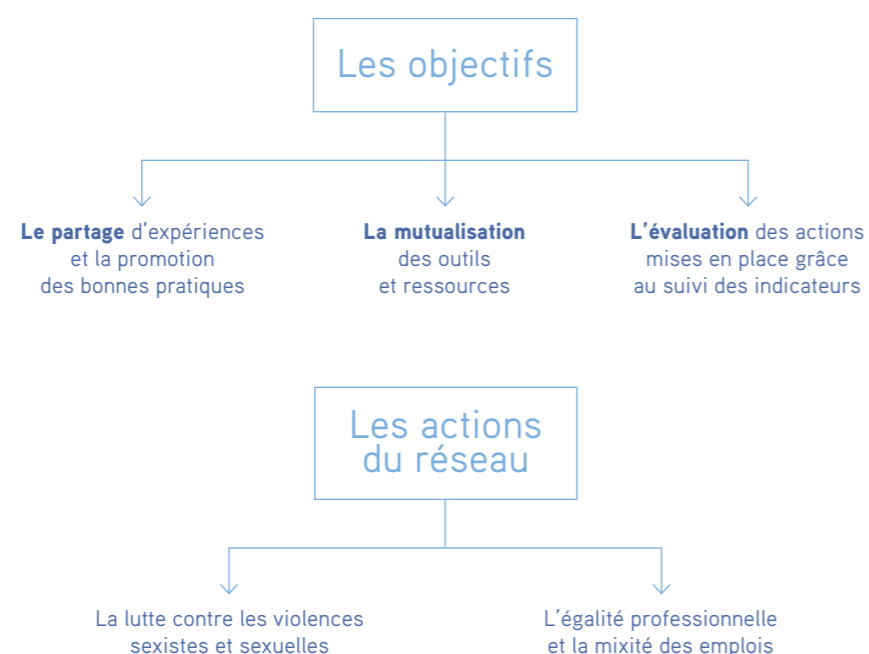 Les objectifs
Le partage d'expériences
et la promotion
des bonnes pratiques
La mutualisation
des outils
et ressources
L'évaluation des actions
mises en place grâce
au suivi des indicateurs
Les actions
du réseau
La lutte contre les violences
sexistes et sexuelles
L'égalité professionnelle
et la mixité des emplois